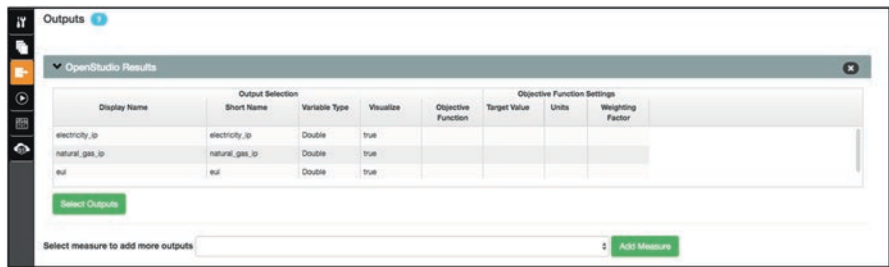 Outputs ?
OpenStudio Results
Output Selection Objective Function Settings
Display Name Short Name Variable Type Visualize Objective Function Target Value Units Weighting Factor
electricity_ip electricity_ip Double true
natural_gas_ip natural_gas_ip Double true
eui eui Double true
Select Outputs
Select measure to add more outputs Add Measure